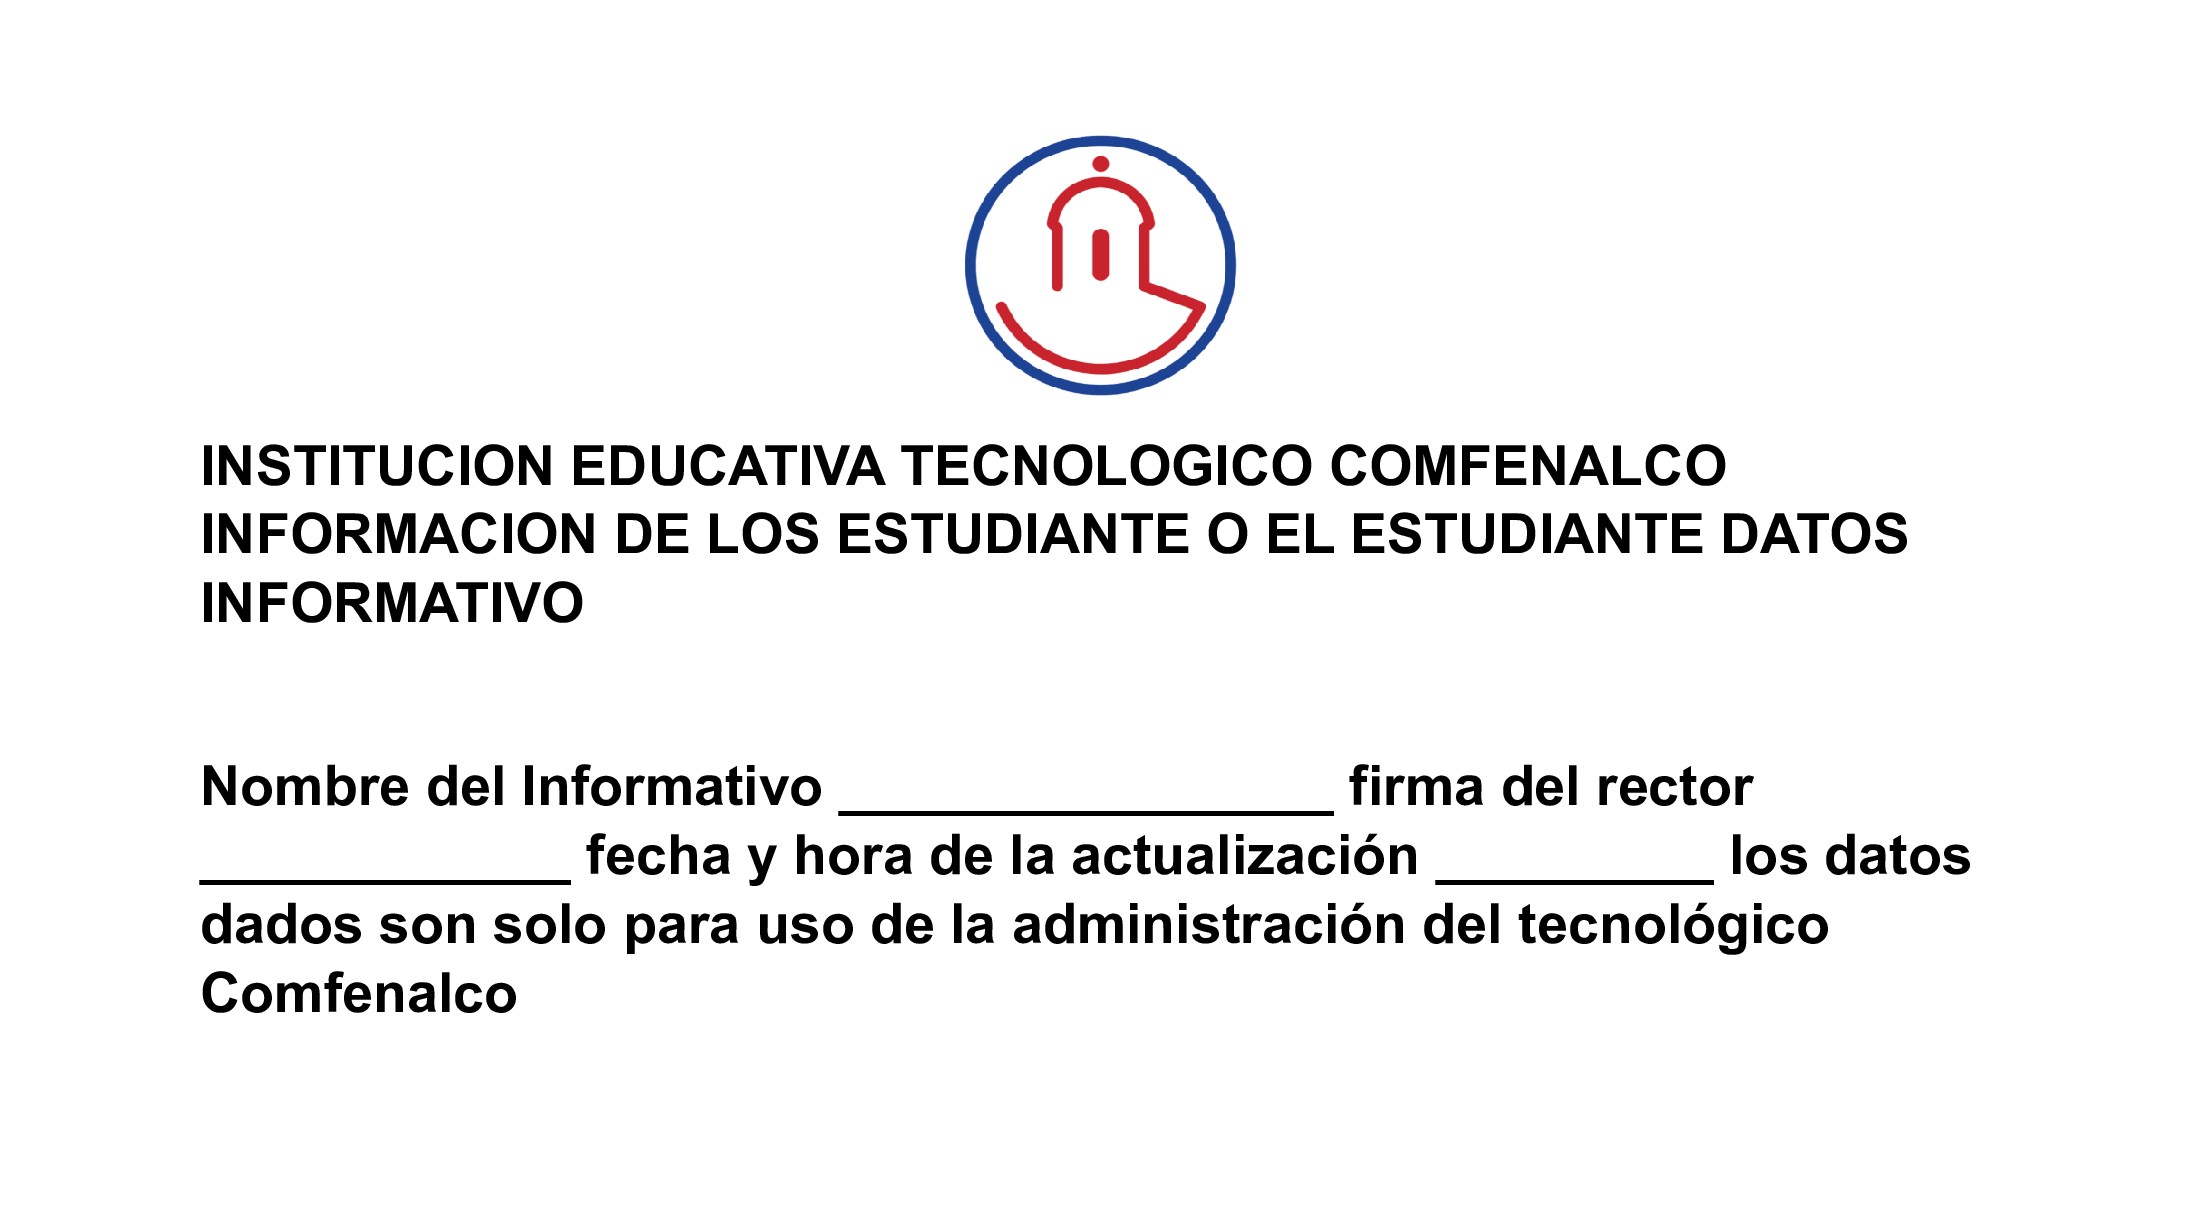 INSTITUCION EDUCATIVA TECNOLOGICO COMFENALCO
INFORMACION DE LOS ESTUDIANTE O EL ESTUDIANTE DATOS
INFORMATIVO
Nombre del Informativo ________________ firma del rector
____________ fecha y hora de la actualización _________ los datos
dados son solo para uso de la administración del tecnológico
Comfenalco